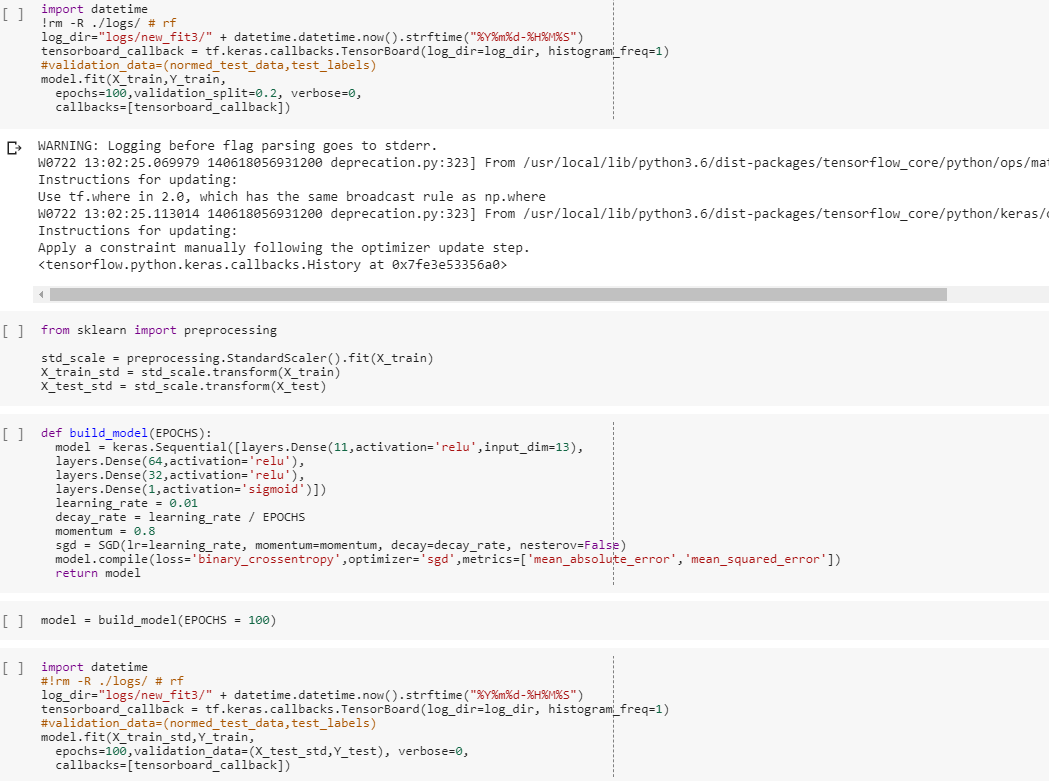 [ ] import datetime
!rm -R ./logs/ # rf
log_dir="logs/new_fit3/" + datetime.datetime.now().strftime("%Y%m%d-%H%M%S")
tensorboard_callback = tf.keras.callbacks.TensorBoard(log_dir=log_dir, histogram_freq=1)
#validation_data=(normed_test_data,test_labels)
model.fit(X_train,Y_train,
epochs=100,validation_split=0.2, verbose=0,
callbacks=[tensorboard_callback])
WARNING: Logging before flag parsing goes to stderr.
W0722 13:02:25.069979 140618056931200 deprecation.py:323] From /usr/local/lib/python3.6/dist-packages/tensorflow_core/python/ops/mat
Instructions for updating:
Use tf.where in 2.0, which has the same broadcast rule as np.where
W0722 13:02:25.113014 140618056931200 deprecation.py:323] From /usr/local/lib/python3.6/dist-packages/tensorflow_core/python/keras/
Instructions for updating:
Apply a constraint manually following the optimizer update step.
<tensorflow.python.keras.callbacks.History at 0x7fe3e53356a0>
[ ] from sklearn import preprocessing
std_scale = preprocessing.StandardScaler().fit(X_train)
X_train_std = std_scale.transform(X_train)
X_test_std = std_scale.transform(X_test)
[ ] def build_model(EPOCHS):
model = keras.Sequential([layers.Dense(11,activation='relu',input_dim=13),
layers.Dense(64,activation='relu'),
layers.Dense(32,activation='relu'),
layers.Dense(1,activation='sigmoid')])
learning_rate = 0.01
decay_rate = learning_rate / EPOCHS
momentum = 0.8
sgd = SGD(lr=learning_rate, momentum=momentum, decay=decay_rate, nesterov=False)
model.compile(loss='binary_crossentropy',optimizer='sgd',metrics=['mean_absolute_error','mean_squared_error'])
return model
[ ] model = build_model(EPOCHS = 100)
[ ] import datetime
#!rm -R ./logs/ # rf
log_dir="logs/new_fit3/" + datetime.datetime.now().strftime("%Y%m%d-%H%M%S")
tensorboard_callback = tf.keras.callbacks.TensorBoard(log_dir=log_dir, histogram_freq=1)
#validation_data=(normed_test_data,test_labels)
model.fit(X_train_std,Y_train,
epochs=100,validation_data=(X_test_std,Y_test), verbose=0,
callbacks=[tensorboard_callback])